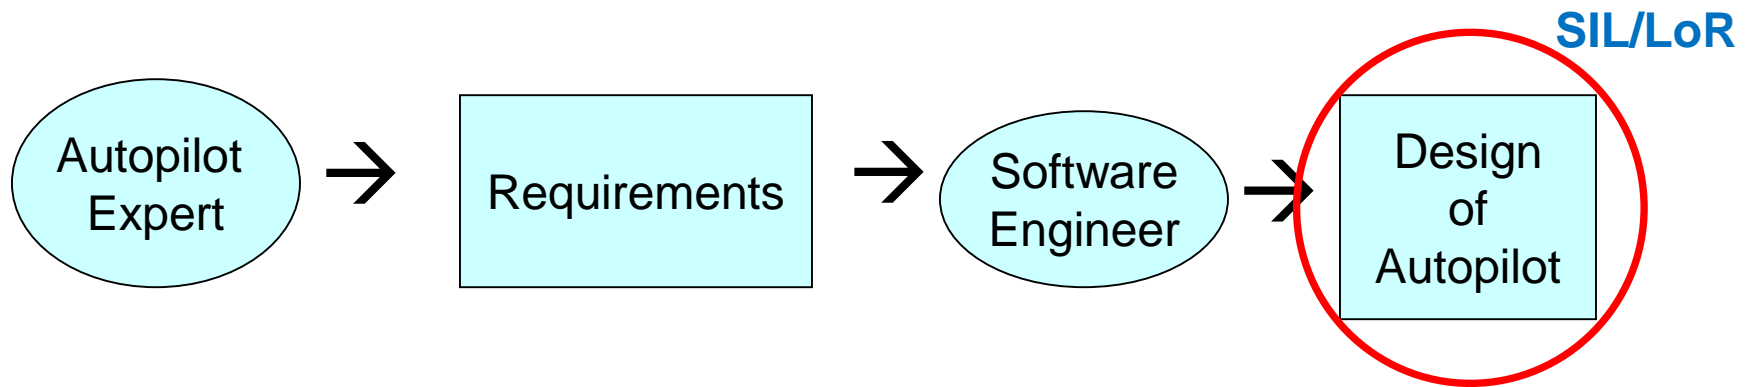 SIL/LoR
Autopilot
Expert
Requirements
Software
Engineer
Design
of
Autopilot